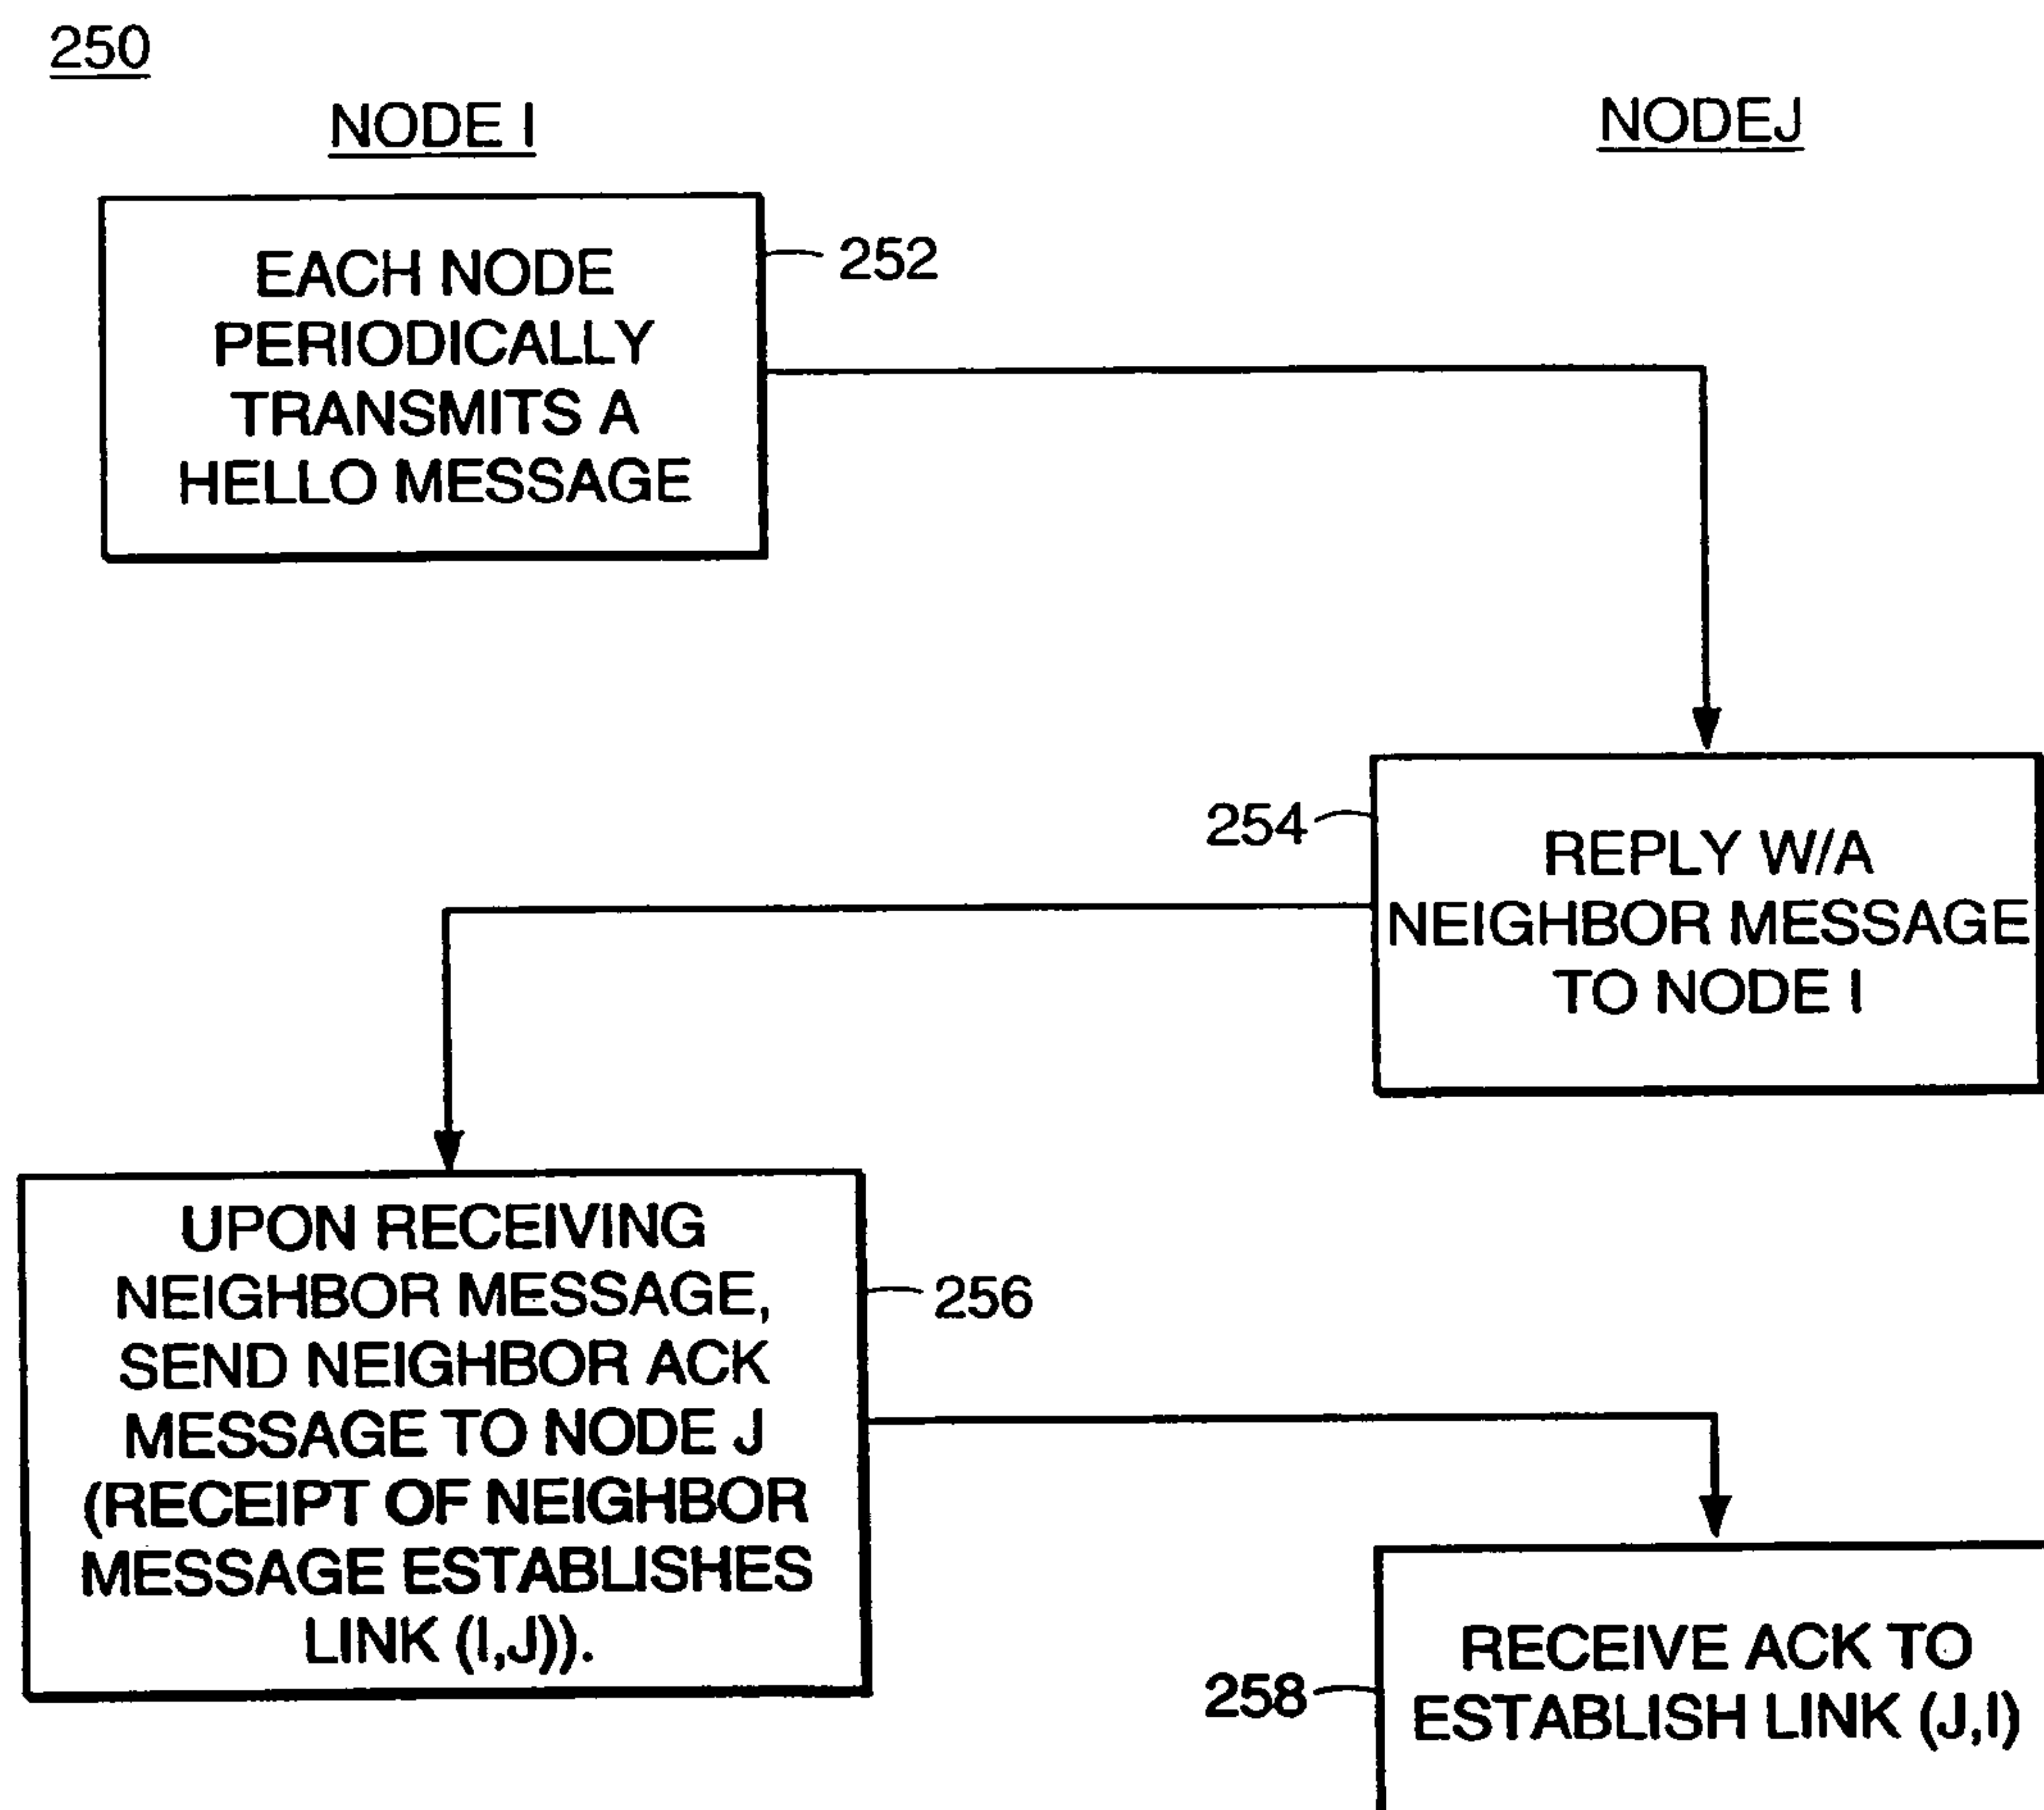 250
NODE I
NODEJ
EACH NODE
PERIODICALLY
TRANSMITS A
HELLO MESSAGE
252
254
REPLY W/A
NEIGHBOR MESSAGE
TO NODE I
UPON RECEIVING
NEIGHBOR MESSAGE,
SEND NEIGHBOR ACK
MESSAGE TO NODE J
(RECEIPT OF NEIGHBOR
MESSAGE ESTABLISHES
LINK (I,J)).
256
258
RECEIVE ACK TO
ESTABLISH LINK (J,I)